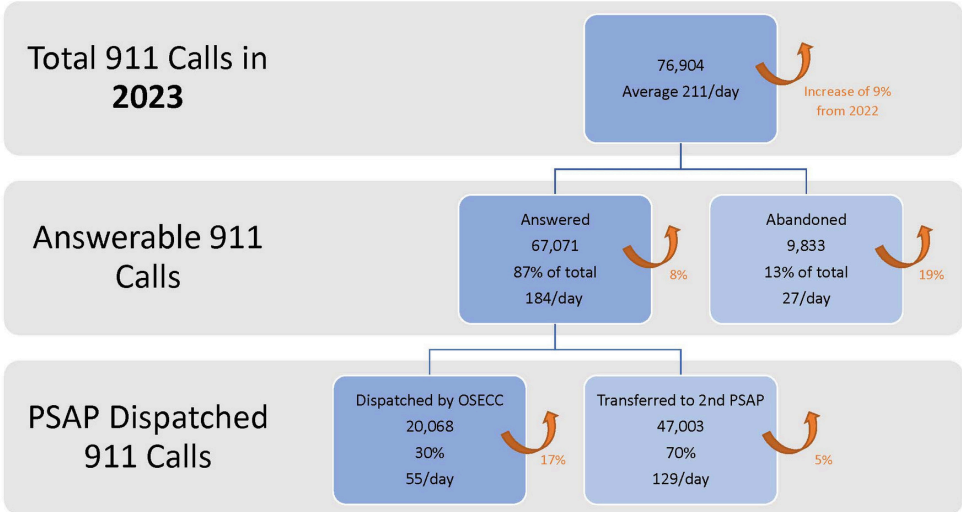 Total 911 Calls in
2023
76,904
Average 211/day
Increase of 9%
from 2022
Answerable 911
Calls
Answered
67,071
87% of total
184/day
8%
Abandoned
9,833
13% of total
27/day
19%
PSAP Dispatched
911 Calls
Dispatched by OSECC
20,068
30%
55/day
17%
Transferred to 2nd PSAP
47,003
70%
129/day
5%